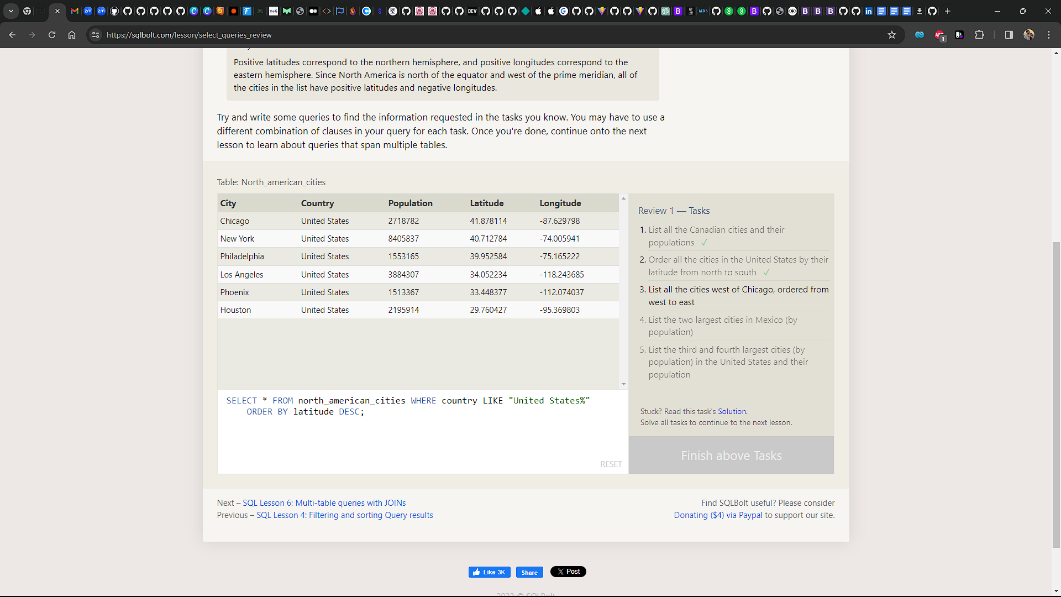 https://sqlbolt.com/lesson/select_queries_review
Positive latitudes correspond to the northern hemisphere, and positive longitudes correspond to the
eastern hemisphere. Since North America is north of the equator and west of the prime meridian, all of
the cities in the list have positive latitudes and negative longitudes.
Try and write some queries to find the information requested in the tasks you know. You may have to use a
different combination of clauses in your query for each task. Once you're done, continue onto the next
lesson to learn about queries that span multiple tables.
Table: North_american_cities
City Country Population Latitude Longitude
Chicago United States 2718782 41.878114 -87.629798
New York United States 8405837 40.712784 -74.005941
Philadelphia United States 1553165 39.952584 -75.165222
Los Angeles United States 3884307 34.052234 -118.243685
Phoenix United States 1513367 33.448377 -112.074037
Houston United States 2195914 29.760427 -95.369803
SELECT * FROM north_american_cities WHERE country LIKE "United States%"
ORDER BY latitude DESC;
RESET
Review 1 — Tasks
1. List all the Canadian cities and their
populations ✓
2. Order all the cities in the United States by their
latitude from north to south ✓
3. List all the cities west of Chicago, ordered from
west to east
4. List the two largest cities in Mexico (by
population)
5. List the third and fourth largest cities (by
population) in the United States and their
population
Stuck? Read this task's Solution.
Solve all tasks to continue to the next lesson.
Finish above Tasks
Next – SQL Lesson 6: Multi-table queries with JOINs
Previous – SQL Lesson 4: Filtering and sorting Query results
Find SQLBolt useful? Please consider
Donating ($4) via Paypal to support our site.
Like 3K
Share
Post